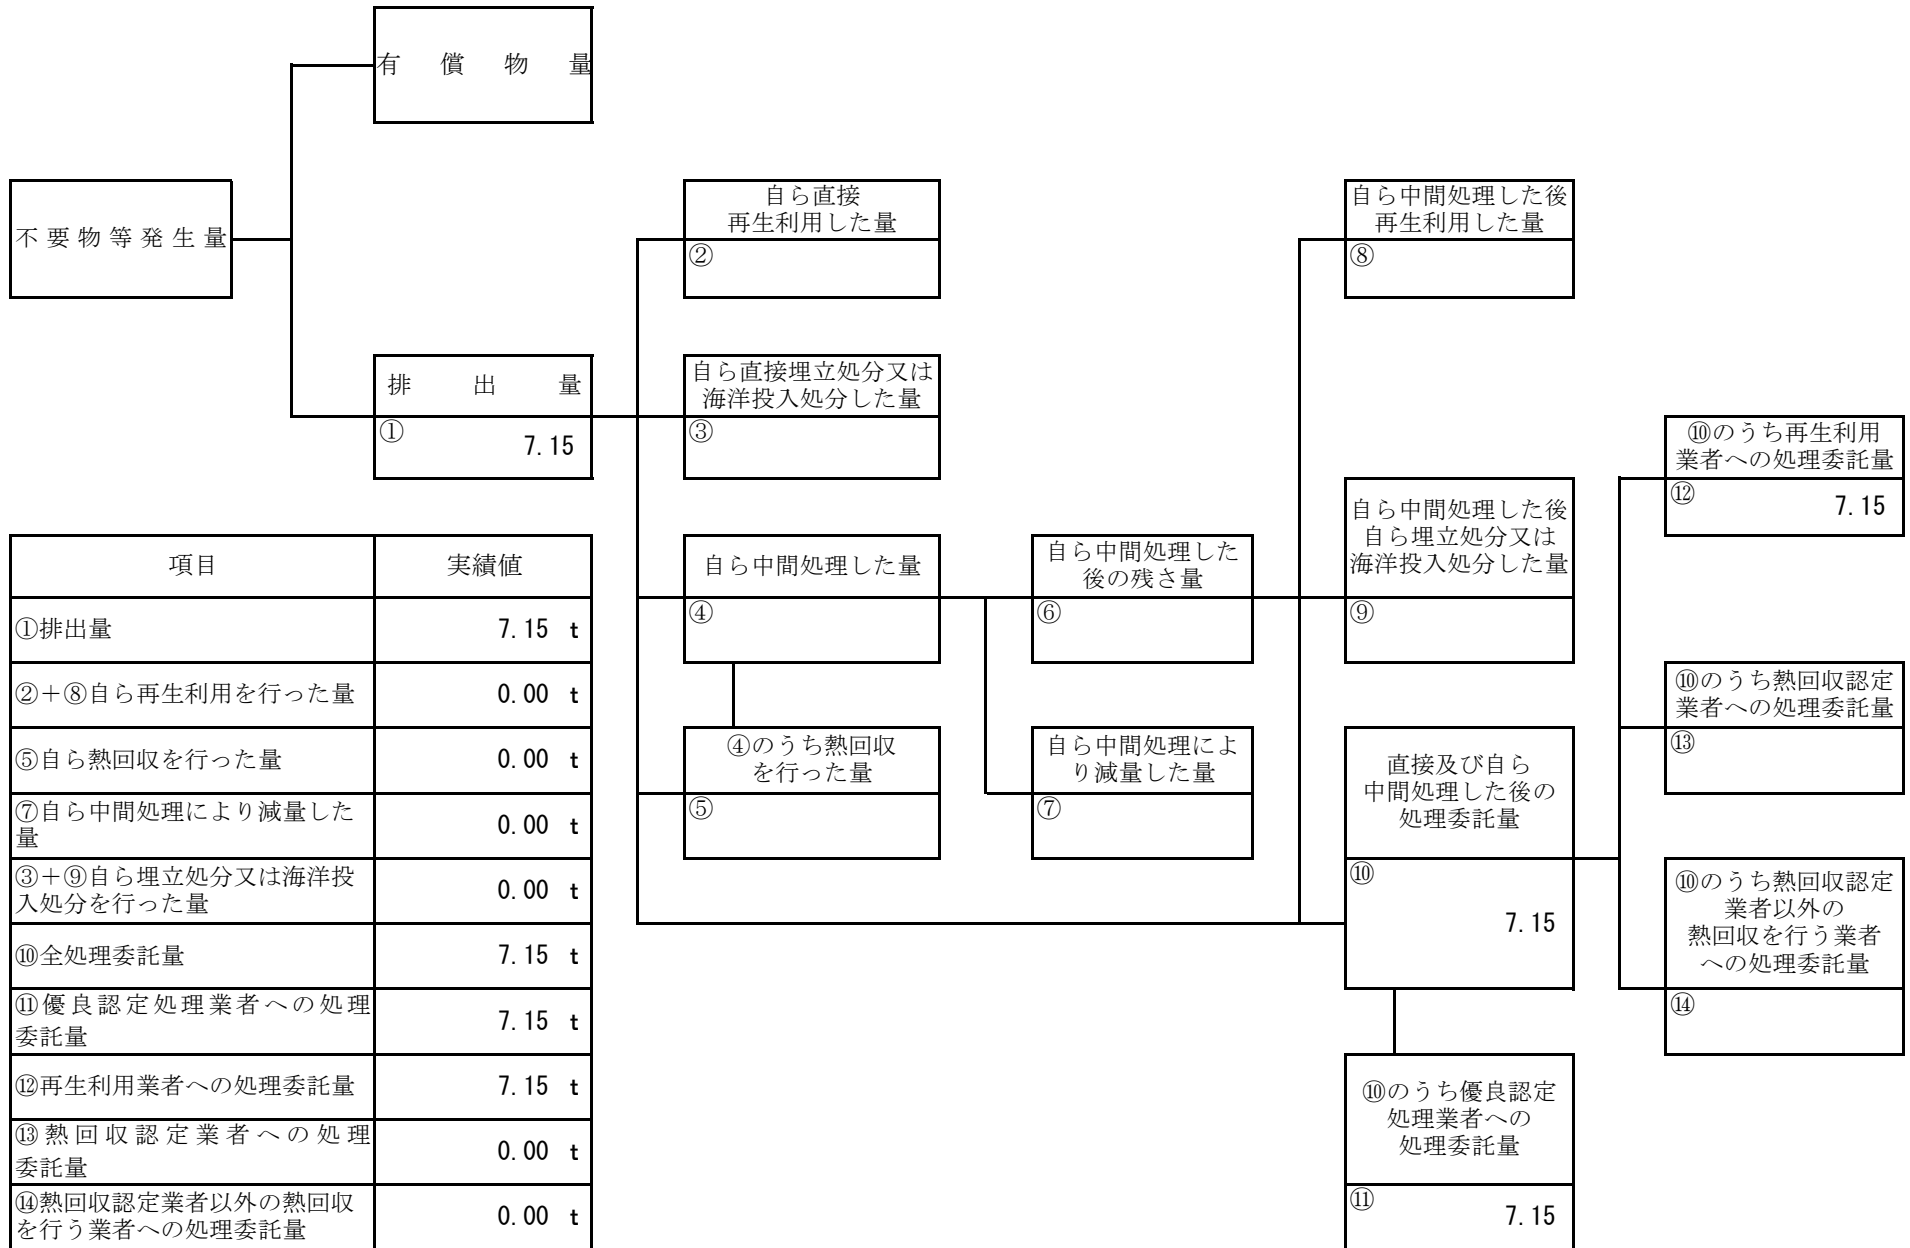 有償物量
不要物等発生量
自ら直接
再生利用した量
②
自ら中間処理した後
再生利用した量
⑧
排出量
①
7.15
自ら直接埋立処分又は
海洋投入処分した量
③
⑩のうち再生利用
業者への処理委託量
⑫
7.15
自ら中間処理した量
④
自ら中間処理した
後の残さ量
⑥
自ら中間処理した後
自ら埋立処分又は
海洋投入処分した量
⑨
⑩のうち熱回収認定
業者への処理委託量
⑬
④のうち熱回収
を行った量
⑤
自ら中間処理によ
り減量した量
⑦
直接及び自ら
中間処理した後の
処理委託量
⑩
7.15
⑩のうち熱回収認定
業者以外の
熱回収を行う業者
への処理委託量
⑭
⑩のうち優良認定
処理業者への
処理委託量
⑪
7.15
項目 実績値
①排出量 7.15 t
②＋⑧自ら再生利用を行った量 0.00 t
⑤自ら熱回収を行った量 0.00 t
⑦自ら中間処理により減量した
量 0.00 t
③＋⑨自ら埋立処分又は海洋投
入処分を行った量 0.00 t
⑩全処理委託量 7.15 t
⑪優良認定処理業者への処理
委託量 7.15 t
⑫再生利用業者への処理委託量 7.15 t
⑬熱回収認定業者への処理
委託量 0.00 t
⑭熱回収認定業者以外の熱回収
を行う業者への処理委託量 0.00 t